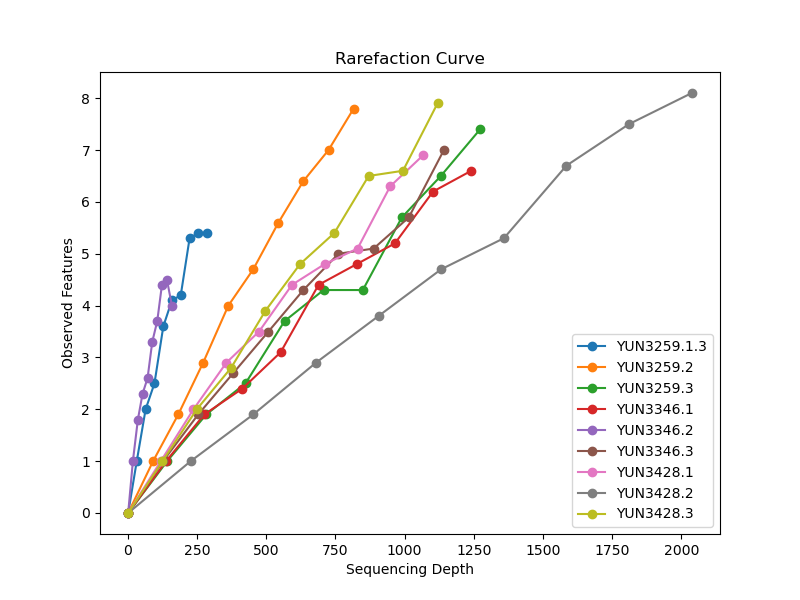 Rarefaction Curve
8
7
6
5
4
3
2
1
0
Observed Features
0 250 500 750 1000 1250 1500 1750 2000
Sequencing Depth
YUN3259.1.3
YUN3259.2
YUN3259.3
YUN3346.1
YUN3346.2
YUN3346.3
YUN3428.1
YUN3428.2
YUN3428.3